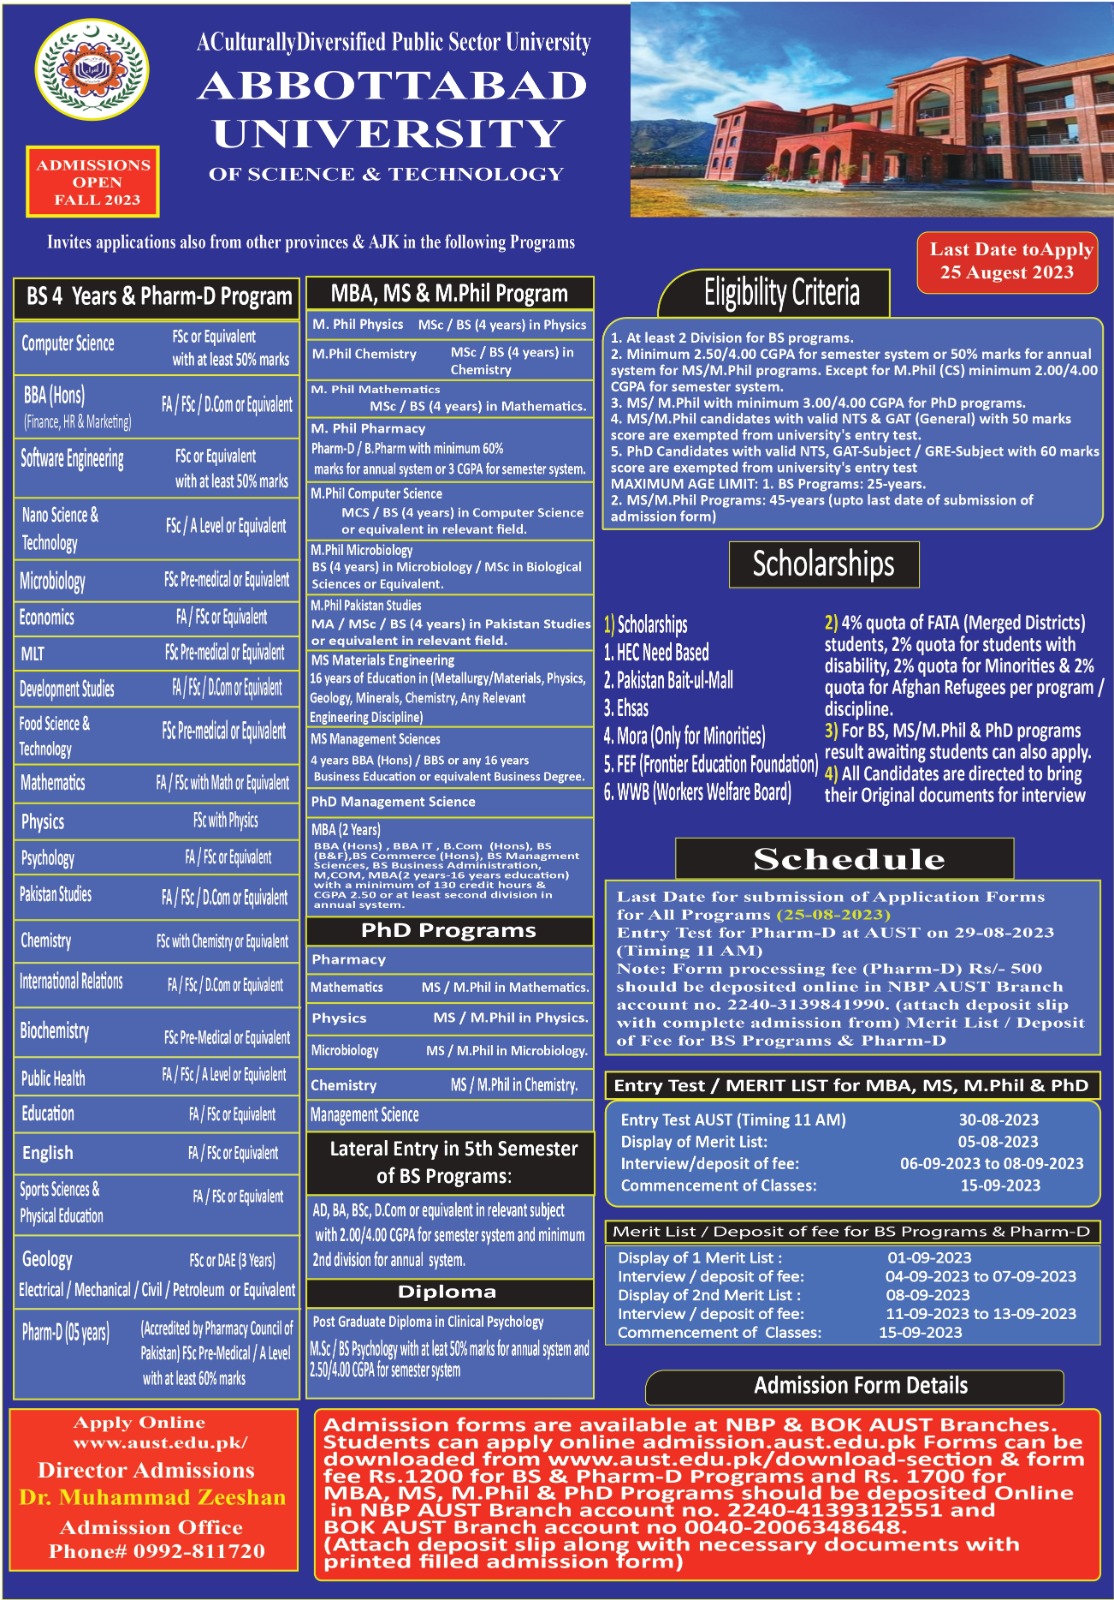 ACulturallyDiversified Public Sector University
ABBOTTABAD
UNIVERSITY
OF SCIENCE & TECHNOLOGY
ADMISSIONS
OPEN
FALL 2023
Invites applications also from other provinces & AJK in the following Programs
Last Date toApply
25 Augest 2023
BS 4 Years & Pharm-D Program
Computer Science FSc or Equivalent
with at least 50% marks
BBA (Hons)
(Finance, HR & Marketing) FA / FSc / D.Com or Equivalent
Software Engineering FSc or Equivalent
with at least 50% marks
Nano Science &
Technology FSc / A Level or Equivalent
Microbiology FSc Pre-medical or Equivalent
Economics FA / FSc or Equivalent
MLT FSc Pre-medical or Equivalent
Development Studies FA / FSc / D.Com or Equivalent
Food Science &
Technology FSc Pre-medical or Equivalent
Mathematics FA / FSc with Math or Equivalent
Physics FSc with Physics
Psychology FA / FSc or Equivalent
Pakistan Studies FA / FSc / D.Com or Equivalent
Chemistry FSc with Chemistry or Equivalent
International Relations FA / FSc / D.Com or Equivalent
Biochemistry FSc Pre-Medical or Equivalent
Public Health FA / FSc / A Level or Equivalent
Education FA / FSc or Equivalent
English FA / FSc or Equivalent
Sports Sciences &
Physical Education FA / FSc or Equivalent
Geology FSc or DAE (3 Years)
Electrical / Mechanical / Civil / Petroleum or Equivalent
Pharm-D (05 years) (Accredited by Pharmacy Council of
Pakistan) FSc Pre-Medical / A Level
with at least 60% marks
MBA, MS & M.Phil Program
M. Phil Physics MSc / BS (4 years) in Physics
M.Phil Chemistry MSc / BS (4 years) in
Chemistry
M. Phil Mathematics
MSc / BS (4 years) in Mathematics.
M. Phil Pharmacy
Pharm-D / B.Pharm with minimum 60%
marks for annual system or 3 CGPA for semester system.
M.Phil Computer Science
MCS / BS (4 years) in Computer Science
or equivalent in relevant field.
M.Phil Microbiology
BS (4 years) in Microbiology / MSc in Biological
Sciences or Equivalent.
M.Phil Pakistan Studies
MA / MSc / BS (4 years) in Pakistan Studies
or equivalent in relevant field.
MS Materials Engineering
16 years of Education in (Metallurgy/Materials, Physics,
Geology, Minerals, Chemistry, Any Relevant
Engineering Discipline)
MS Management Sciences
4 years BBA (Hons) / BBS or any 16 years
Business Education or equivalent Business Degree.
PhD Management Science
MBA (2 Years)
BBA (Hons) , BBA IT , B.Com (Hons), BS
(B&F),BS Commerce (Hons), BS Managment
Sciences, BS Business Administration,
M,COM, MBA(2 years-16 years education)
with a minimum of 130 credit hours &
CGPA 2.50 or at least second division in
annual system.
PhD Programs
Pharmacy
Mathematics MS / M.Phil in Mathematics.
Physics MS / M.Phil in Physics.
Microbiology MS / M.Phil in Microbiology.
Chemistry MS / M.Phil in Chemistry.
Management Science
Lateral Entry in 5th Semester
of BS Programs:
AD, BA, BSc, D.Com or equivalent in relevant subject
with 2.00/4.00 CGPA for semester system and minimum
2nd division for annual system.
Diploma
Post Graduate Diploma in Clinical Psychology
M.Sc / BS Psychology with at leat 50% marks for annual system and
2.50/4.00 CGPA for semester system
Eligibility Criteria
1. At least 2 Division for BS programs.
2. Minimum 2.50/4.00 CGPA for semester system or 50% marks for annual
system for MS/M.Phil programs. Except for M.Phil (CS) minimum 2.00/4.00
CGPA for semester system.
3. MS/ M.Phil with minimum 3.00/4.00 CGPA for PhD programs.
4. MS/M.Phil candidates with valid NTS & GAT (General) with 50 marks
score are exempted from university's entry test.
5. PhD Candidates with valid NTS, GAT-Subject / GRE-Subject with 60 marks
score are exempted from university's entry test
MAXIMUM AGE LIMIT: 1. BS Programs: 25-years.
2. MS/M.Phil Programs: 45-years (upto last date of submission of
admission form)
Scholarships
1) Scholarships
1. HEC Need Based
2. Pakistan Bait-ul-Mall
3. Ehsas
4. Mora (Only for Minorities)
5. FEF (Frontier Education Foundation)
6. WWB (Workers Welfare Board)
2) 4% quota of FATA (Merged Districts)
students, 2% quota for students with
disability, 2% quota for Minorities & 2%
quota for Afghan Refugees per program /
discipline.
3) For BS, MS/M.Phil & PhD programs
result awaiting students can also apply.
4) All Candidates are directed to bring
their Original documents for interview
Schedule
Last Date for submission of Application Forms
for All Programs (25-08-2023)
Entry Test for Pharm-D at AUST on 29-08-2023
(Timing 11 AM)
Note: Form processing fee (Pharm-D) Rs/- 500
should be deposited online in NBP AUST Branch
account no. 2240-3139841990. (attach deposit slip
with complete admission from) Merit List / Deposit
of Fee for BS Programs & Pharm-D
Entry Test / MERIT LIST for MBA, MS, M.Phil & PhD
Entry Test AUST (Timing 11 AM) 30-08-2023
Display of Merit List: 05-08-2023
Interview/deposit of fee: 06-09-2023 to 08-09-2023
Commencement of Classes: 15-09-2023
Merit List / Deposit of fee for BS Programs & Pharm-D
Display of 1 Merit List : 01-09-2023
Interview / deposit of fee: 04-09-2023 to 07-09-2023
Display of 2nd Merit List : 08-09-2023
Interview / deposit of fee: 11-09-2023 to 13-09-2023
Commencement of Classes: 15-09-2023
Admission Form Details
Apply Online
www.aust.edu.pk/
Director Admissions
Dr. Muhammad Zeeshan
Admission Office
Phone# 0992-811720
Admission forms are available at NBP & BOK AUST Branches.
Students can apply online admission.aust.edu.pk Forms can be
downloaded from www.aust.edu.pk/download-section & form
fee Rs.1200 for BS & Pharm-D Programs and Rs. 1700 for
MBA, MS, M.Phil & PhD Programs should be deposited Online
in NBP AUST Branch account no. 2240-4139312551 and
BOK AUST Branch account no 0040-2006348648.
(Attach deposit slip along with necessary documents with
printed filled admission form)